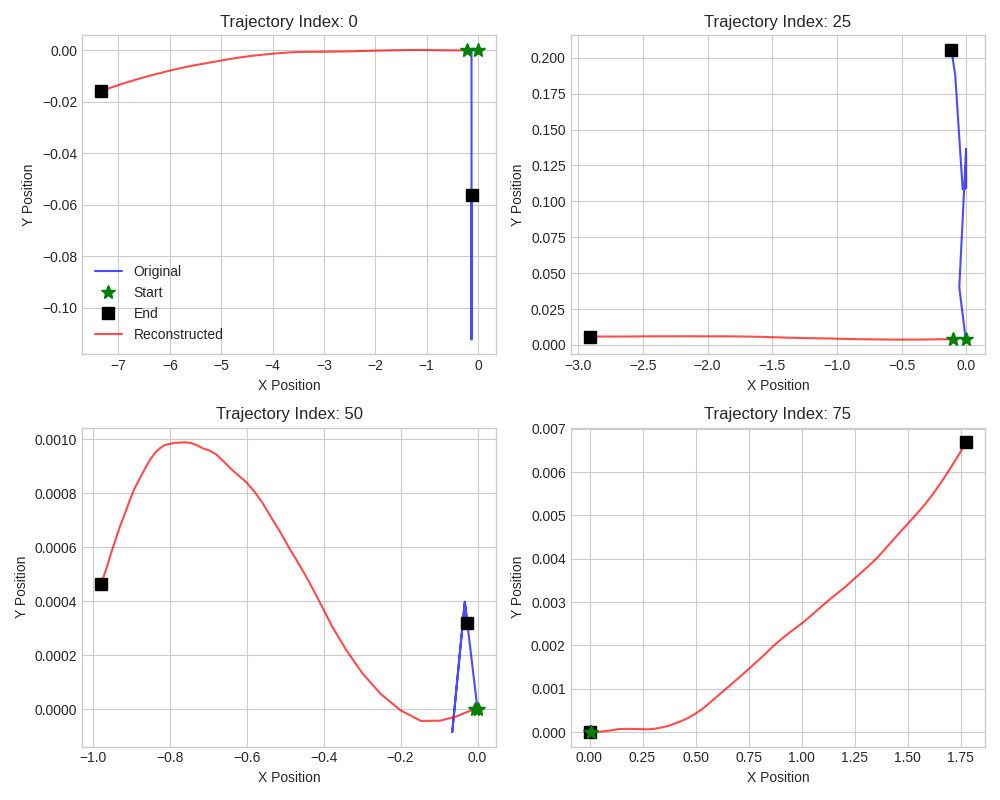 Trajectory Index: 0
0.00
−0.02
−0.04
−0.06
−0.08
−0.10
Y Position
Original
Start
End
Reconstructed
−7 −6 −5 −4 −3 −2 −1 0
X Position
Trajectory Index: 25
0.200
0.175
0.150
0.125
0.100
0.075
0.050
0.025
0.000
Y Position
−3.0 −2.5 −2.0 −1.5 −1.0 −0.5 0.0
X Position
Trajectory Index: 50
0.0010
0.0008
0.0006
0.0004
0.0002
0.0000
Y Position
−1.0 −0.8 −0.6 −0.4 −0.2 0.0
X Position
Trajectory Index: 75
0.007
0.006
0.005
0.004
0.003
0.002
0.001
0.000
Y Position
0.00 0.25 0.50 0.75 1.00 1.25 1.50 1.75
X Position